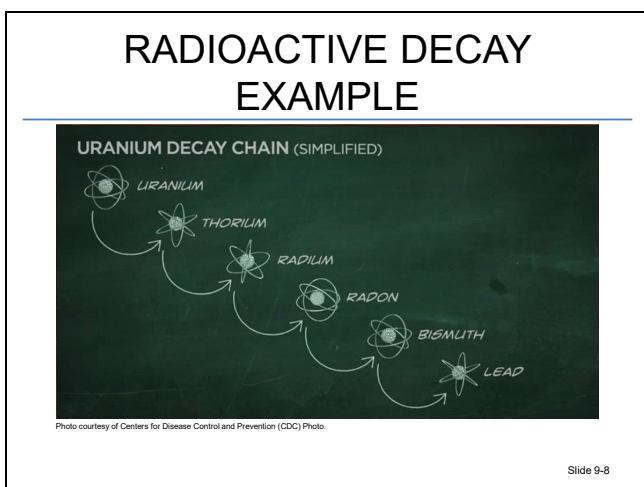 RADIOACTIVE DECAY
EXAMPLE
URANIUM DECAY CHAIN (SIMPLIFIED)
URANIUM
THORIUM
RADIUM
RADON
BISMUTH
LEAD
Photo courtesy of Centers for Disease Control and Prevention (CDC) Photo.
Slide 9-8